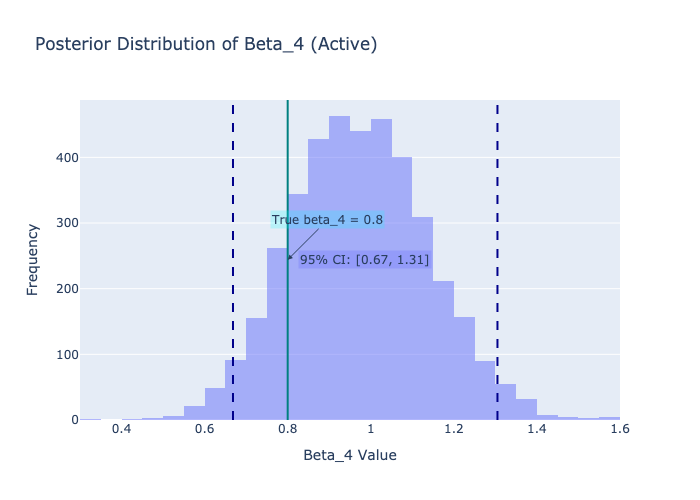 Posterior Distribution of Beta_4 (Active)
400
300
200
100
0
Frequency
True beta_4 = 0.8
95% CI: [0.67, 1.31]
0.4
0.6
0.8
1
1.2
1.4
1.6
Beta_4 Value